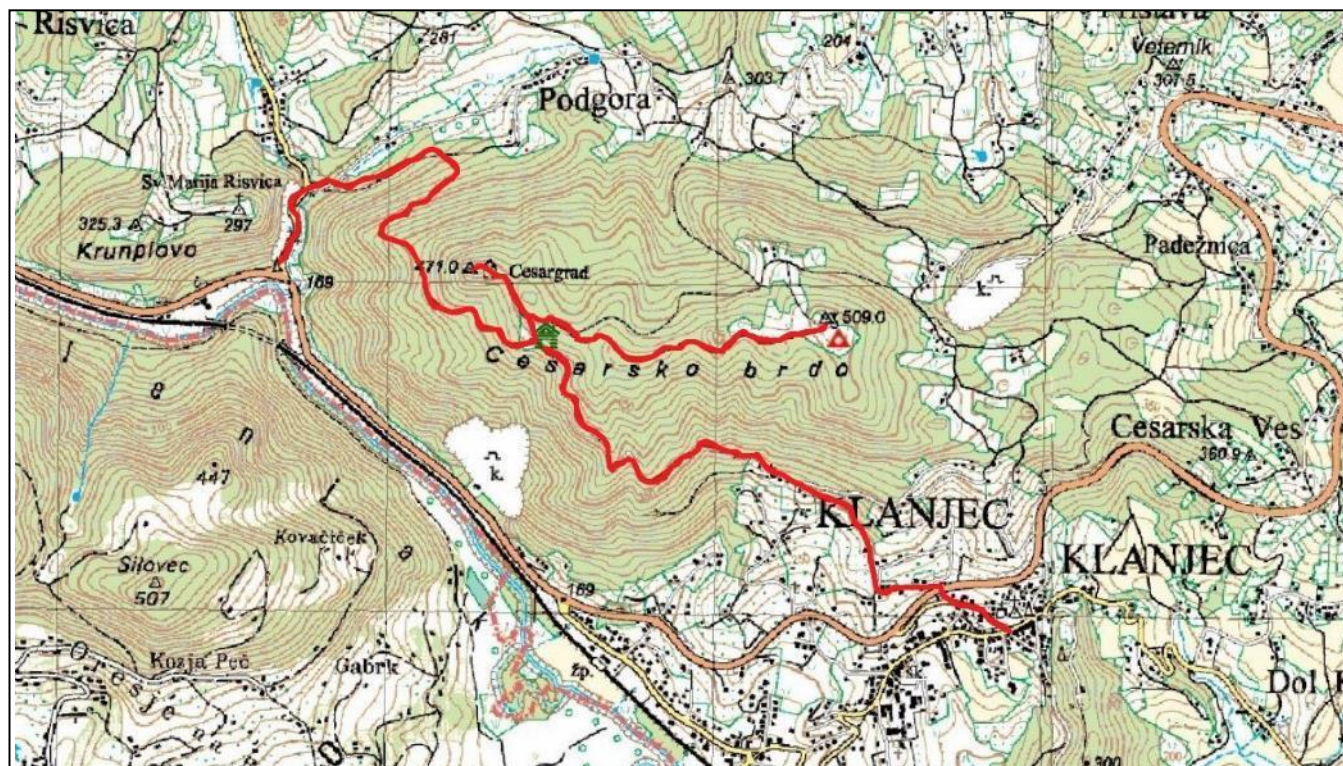 Risvica
281
204
Veternik
307.5
303.7
Podgora
Sv Marija Risvica
325.3
297
Krunplovo
Padežnica
471.0
Cesargrad
k.
169
509.0
Cesarsko brdo
Cesarska Ves
360.9
k.
447
KLANJEC
KLANJEC
Kovačiček
Silovec
507
169
Kozja Peč
Gabrk
žp.
Dol
300